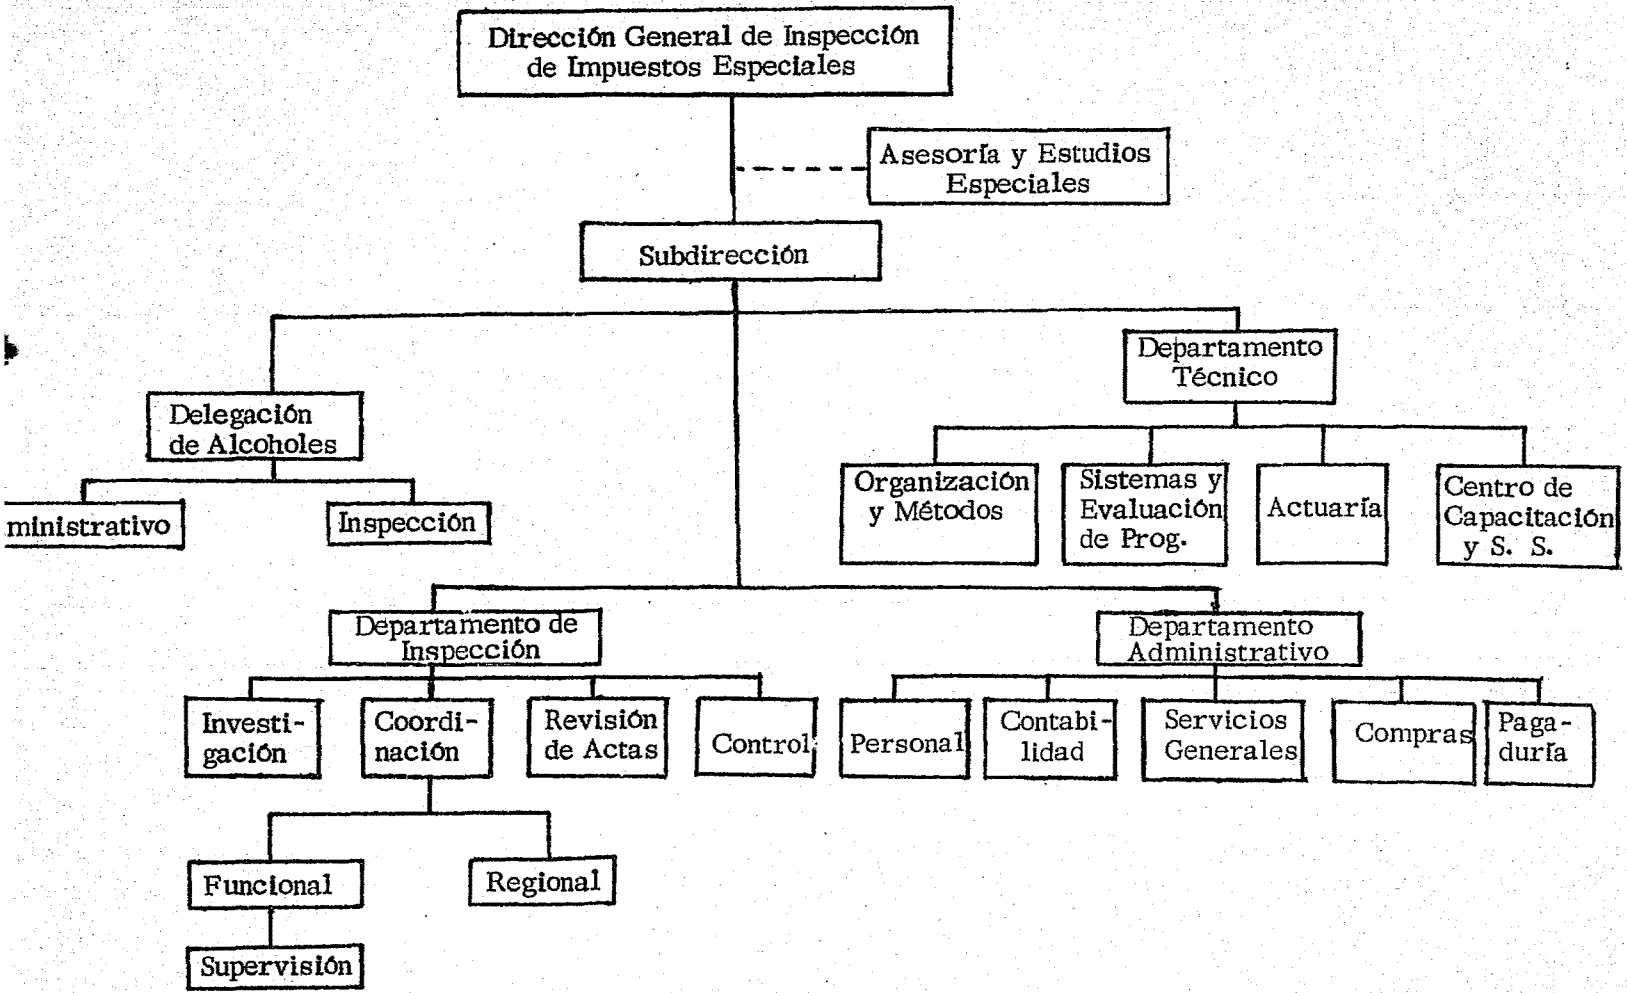 Dirección General de Inspección
de Impuestos Especiales
Asesoría y Estudios
Especiales
Subdirección
Departamento
Técnico
Delegación
de Alcoholes
Organización
y Métodos
Sistemas y
Evaluación
de Prog.
Actuaría
Centro de
Capacitación
y S. S.
ministrativo
Inspección
Departamento de
Inspección
Departamento
Administrativo
Investi-
gación
Coordi-
nación
Revisión
de Actas
Control
Personal
Contabi-
lidad
Servicios
Generales
Compras
Paga-
duría
Funcional
Regional
Supervisión